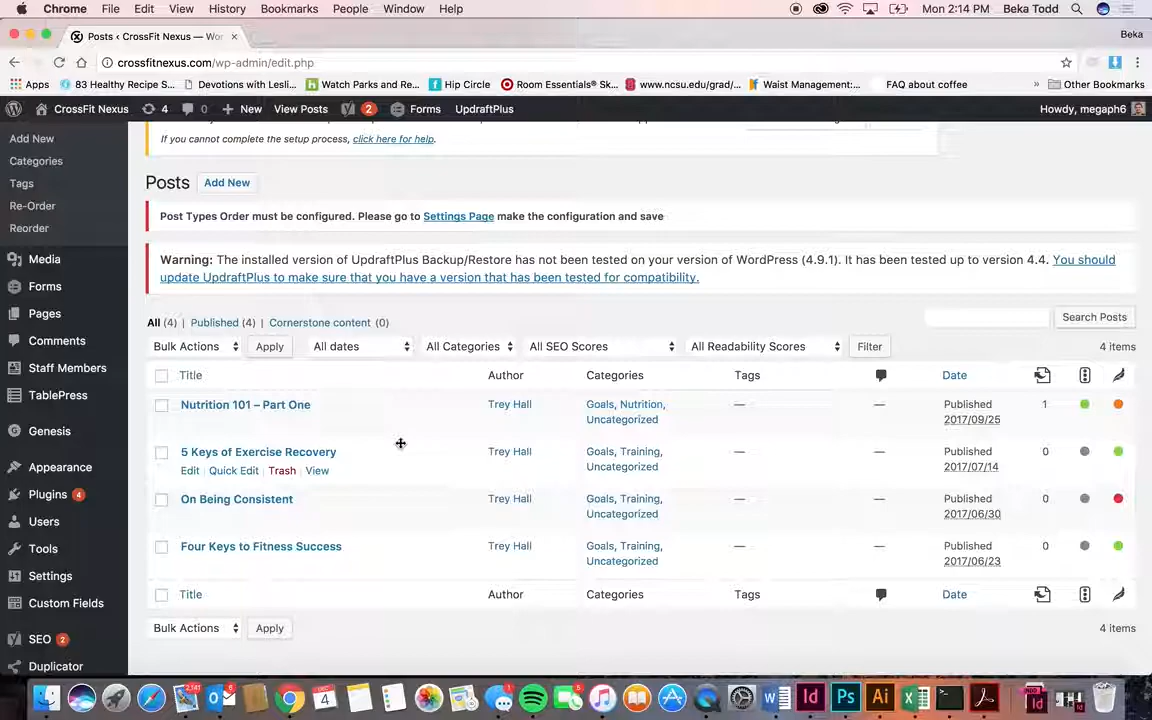 Chrome File Edit View History Bookmarks People Window Help Mon 2:14 PM Beka Todd
Posts ‹ CrossFit Nexus — Wor × Beka
crossfitnexus.com/wp-admin/edit.php
Apps 83 Healthy Recipe S... Devotions with Lesli... Watch Parks and Re... Hip Circle Room Essentials® Sk... www.ncsu.edu/grad/... Waist Management:... FAQ about coffee » Other Bookmarks
CrossFit Nexus 4 0 New View Posts 2 Forms UpdraftPlus Howdy, megaph6
Add New
Categories
Tags
Re-Order
Reorder
Media
Forms
Pages
Comments
Staff Members
TablePress
Genesis
Appearance
Plugins 4
Users
Tools
Settings
Custom Fields
SEO 2
Duplicator
If you cannot complete the setup process, click here for help.
Posts Add New
Post Types Order must be configured. Please go to Settings Page make the configuration and save
Warning: The installed version of UpdraftPlus Backup/Restore has not been tested on your version of WordPress (4.9.1). It has been tested up to version 4.4. You should
update UpdraftPlus to make sure that you have a version that has been tested for compatibility.
All (4) | Published (4) | Cornerstone content (0) Search Posts
Bulk Actions Apply All dates All Categories All SEO Scores All Readability Scores Filter 4 items
Title Author Categories Tags Date
Nutrition 101 – Part One Trey Hall Goals, Nutrition, — — Published 1
Uncategorized 2017/09/25
5 Keys of Exercise Recovery Trey Hall Goals, Training, — — Published 0
Edit | Quick Edit | Trash | View Uncategorized 2017/07/14
On Being Consistent Trey Hall Goals, Training, — — Published 0
Uncategorized 2017/06/30
Four Keys to Fitness Success Trey Hall Goals, Training, — — Published 0
Uncategorized 2017/06/23
Title Author Categories Tags Date
Bulk Actions Apply 4 items